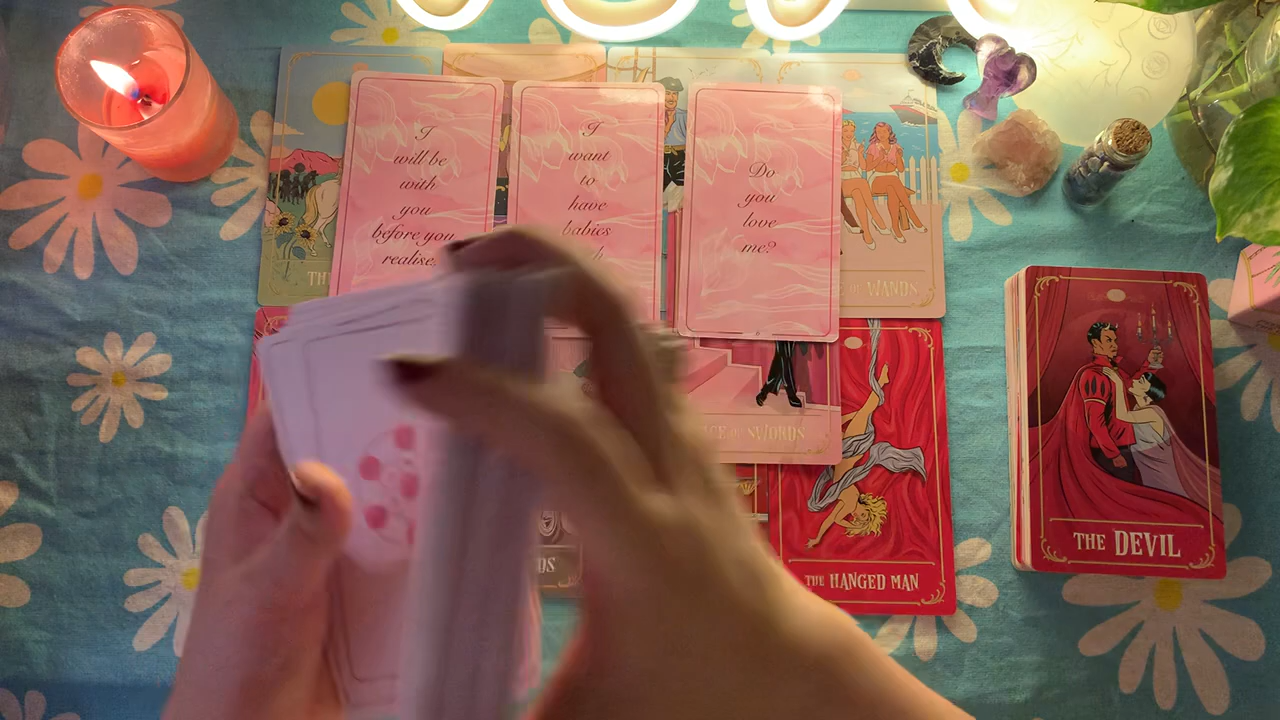 I
will be
with
you
before you
realise.
I
want
to
have
babies
Do
you
love
me?
OF WANDS
OF SWORDS
THE HANGED MAN
THE DEVIL